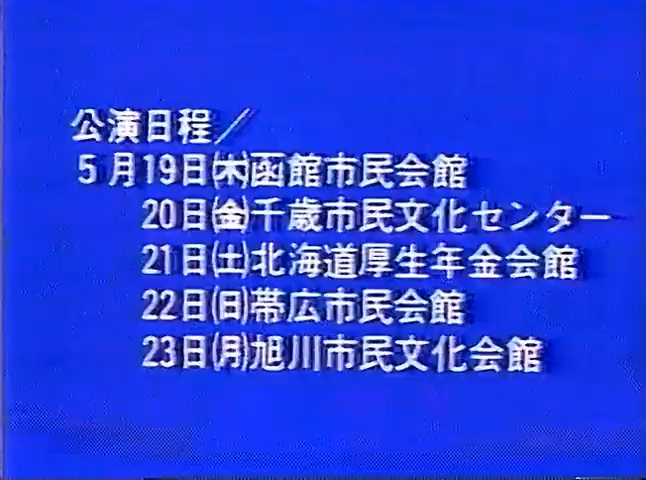 公演日程／
5月19日㈭函館市民会館
20日㈮千歳市民文化センター
21日㈯北海道厚生年金会館
22日㈰帯広市民会館
23日㈪旭川市民文化会館